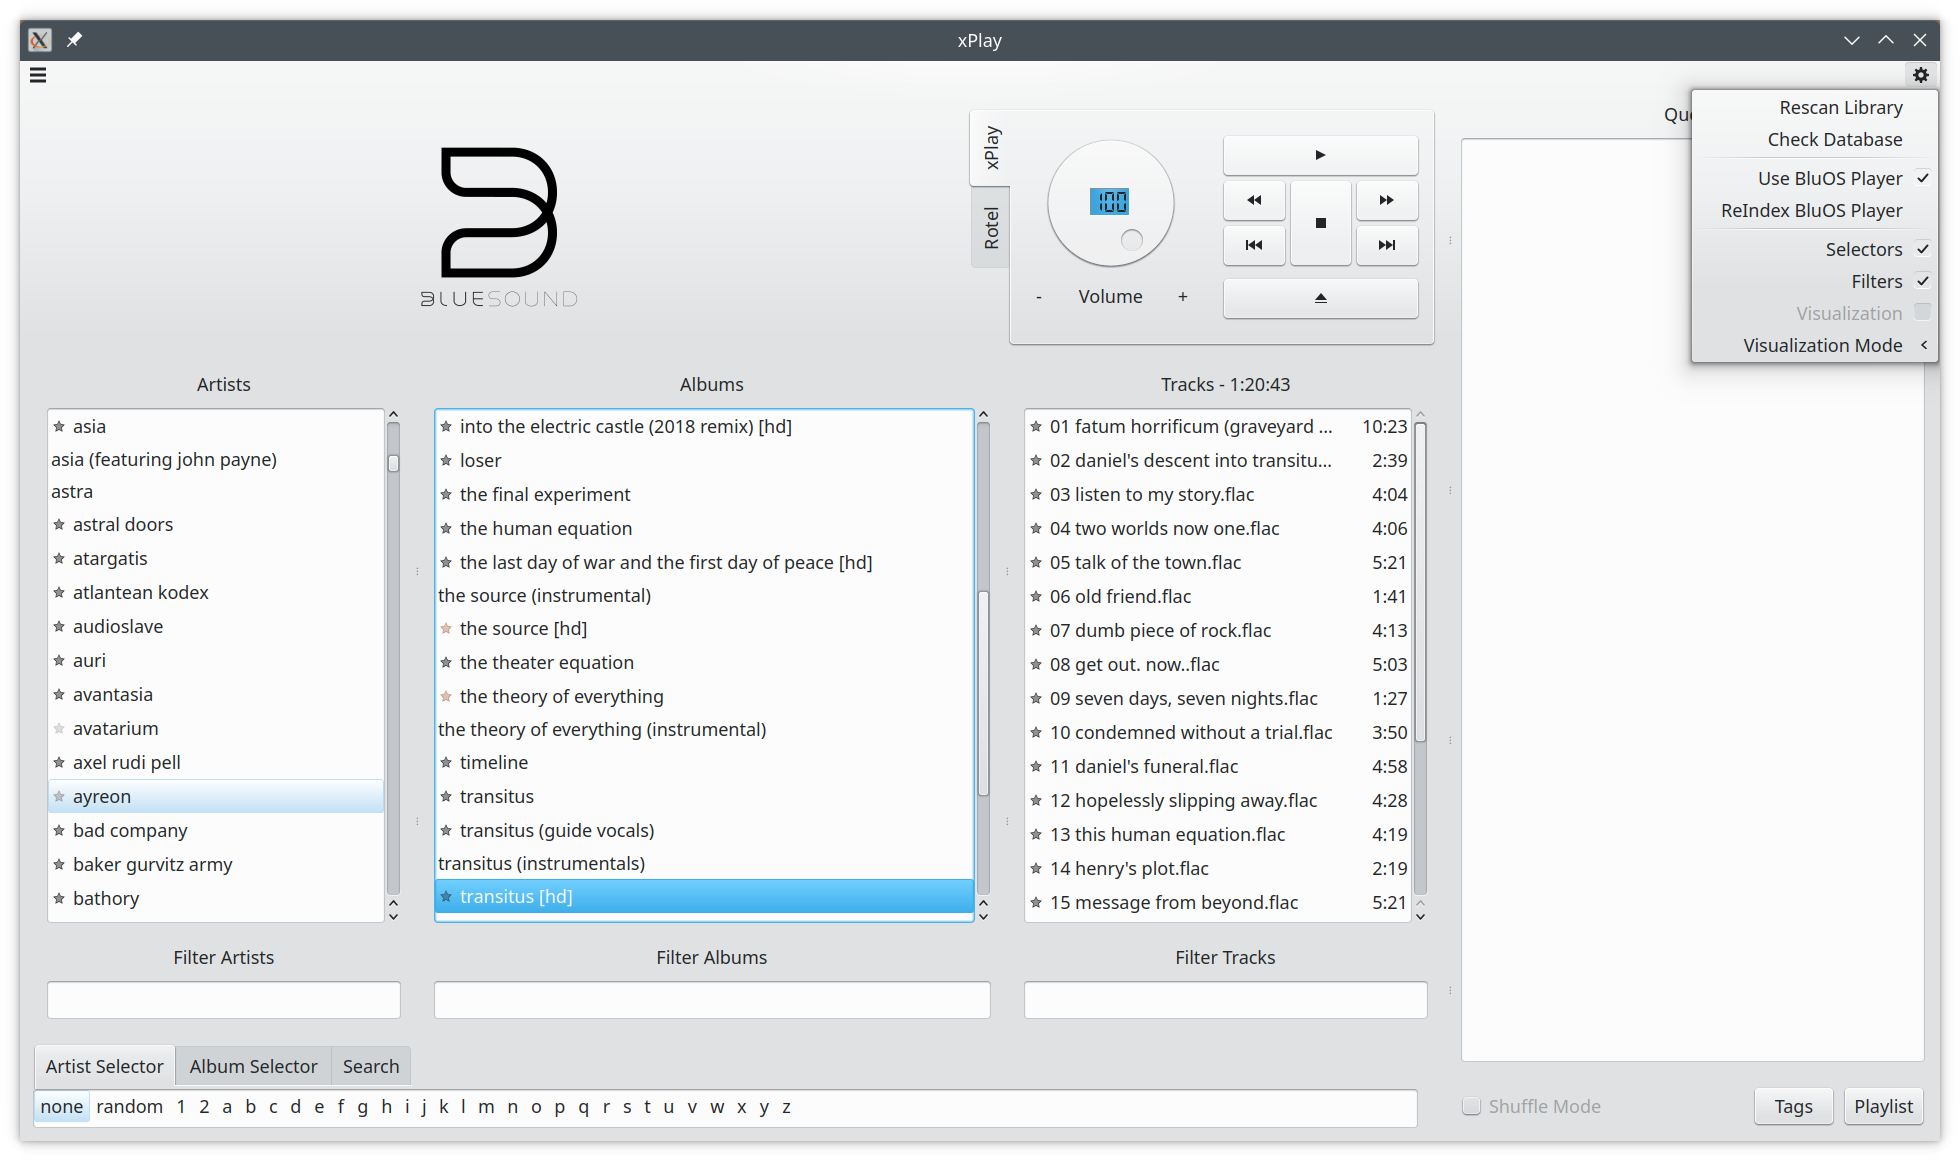 xPlay
Rescan Library
Check Database
Use BluOS Player
ReIndex BluOS Player
Selectors
Filters
Visualization
Visualization Mode
BLUESOUND
xPlay
Rotel
100
- Volume +
Artists
asia
asia (featuring john payne)
astra
astral doors
atargatis
atlantean kodex
audioslave
auri
avantasia
avatarium
axel rudi pell
ayreon
bad company
baker gurvitz army
bathory
Filter Artists
Albums
into the electric castle (2018 remix) [hd]
loser
the final experiment
the human equation
the last day of war and the first day of peace [hd]
the source (instrumental)
the source [hd]
the theater equation
the theory of everything
the theory of everything (instrumental)
timeline
transitus
transitus (guide vocals)
transitus (instrumentals)
transitus [hd]
Filter Albums
Tracks - 1:20:43
01 fatum horrificum (graveyard ... 10:23
02 daniel's descent into transitu... 2:39
03 listen to my story.flac 4:04
04 two worlds now one.flac 4:06
05 talk of the town.flac 5:21
06 old friend.flac 1:41
07 dumb piece of rock.flac 4:13
08 get out. now..flac 5:03
09 seven days, seven nights.flac 1:27
10 condemned without a trial.flac 3:50
11 daniel's funeral.flac 4:58
12 hopelessly slipping away.flac 4:28
13 this human equation.flac 4:19
14 henry's plot.flac 2:19
15 message from beyond.flac 5:21
Filter Tracks
Artist Selector Album Selector Search
none random 1 2 a b c d e f g h i j k l m n o p q r s t u v w x y z
Shuffle Mode Tags Playlist